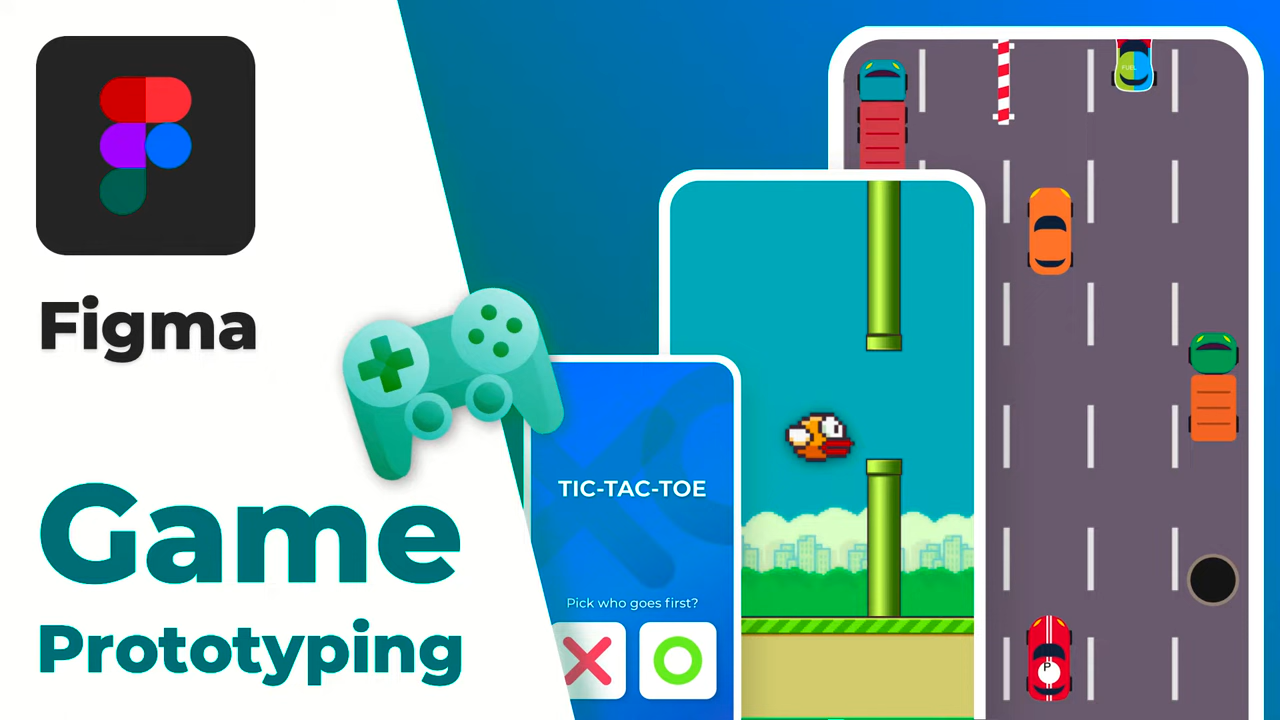 Figma
Game
Prototyping
TIC-TAC-TOE
Pick who goes first?
FUEL
P